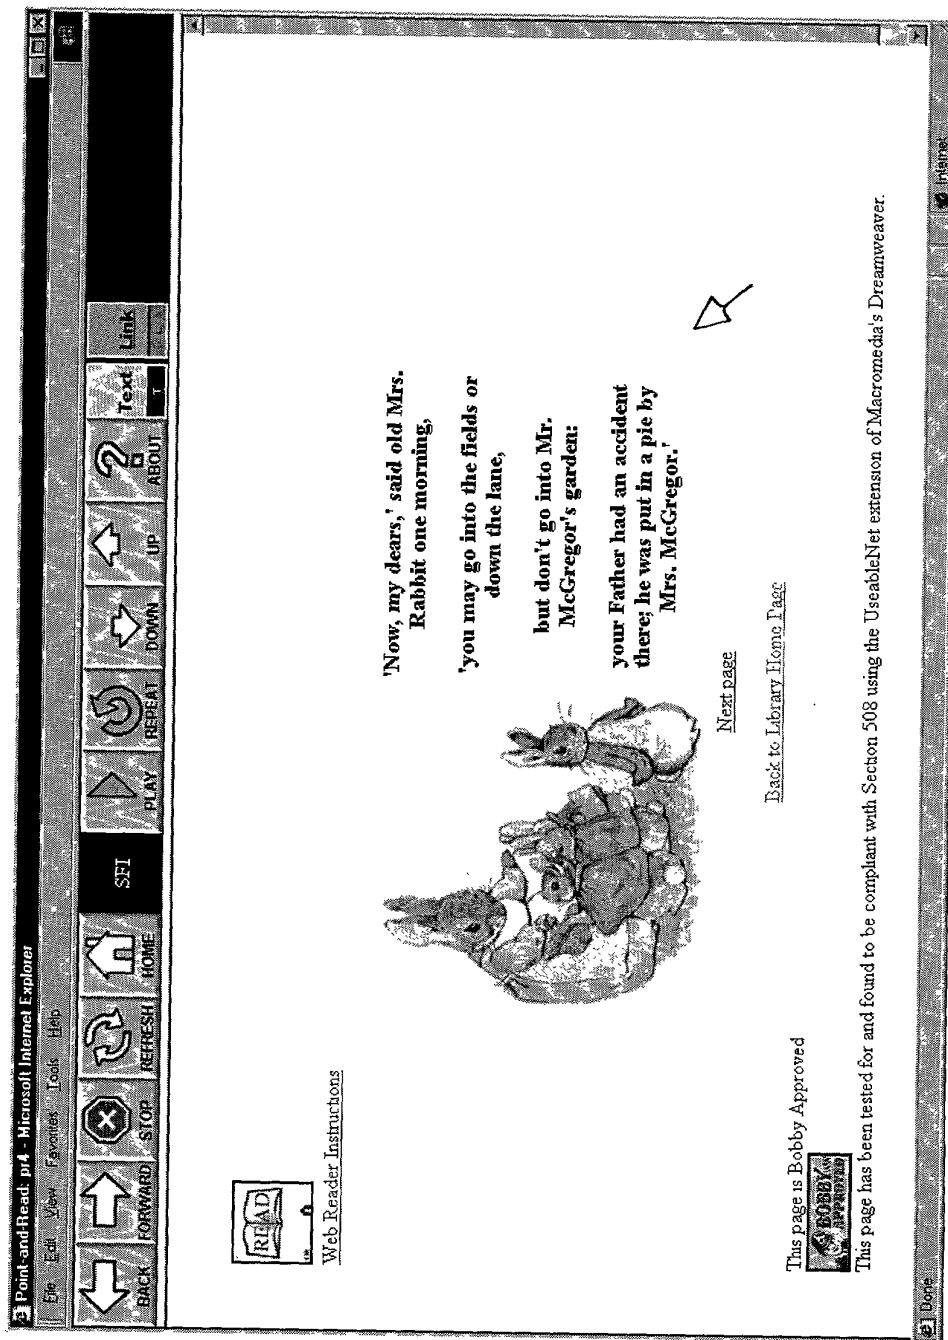 Point-and-Read: pr4 - Microsoft Internet Explorer
File Edit View Favorites Tools Help
BACK FORWARD STOP REFRESH HOME SFI PLAY REPEAT DOWN UP ABOUT Text Link
T
READ
Web Reader Instructions
'Now, my dears,' said old Mrs.
Rabbit one morning,
'you may go into the fields or
down the lane,
but don't go into Mr.
McGregor's garden:
your Father had an accident
there; he was put in a pie by
Mrs. McGregor.'
Next page
Back to Library Home Page
This page is Bobby Approved
BOBBY
APPROVED
This page has been tested for and found to be compliant with Section 508 using the UseableNet extension of Macromedia's Dreamweaver.
Done Internet